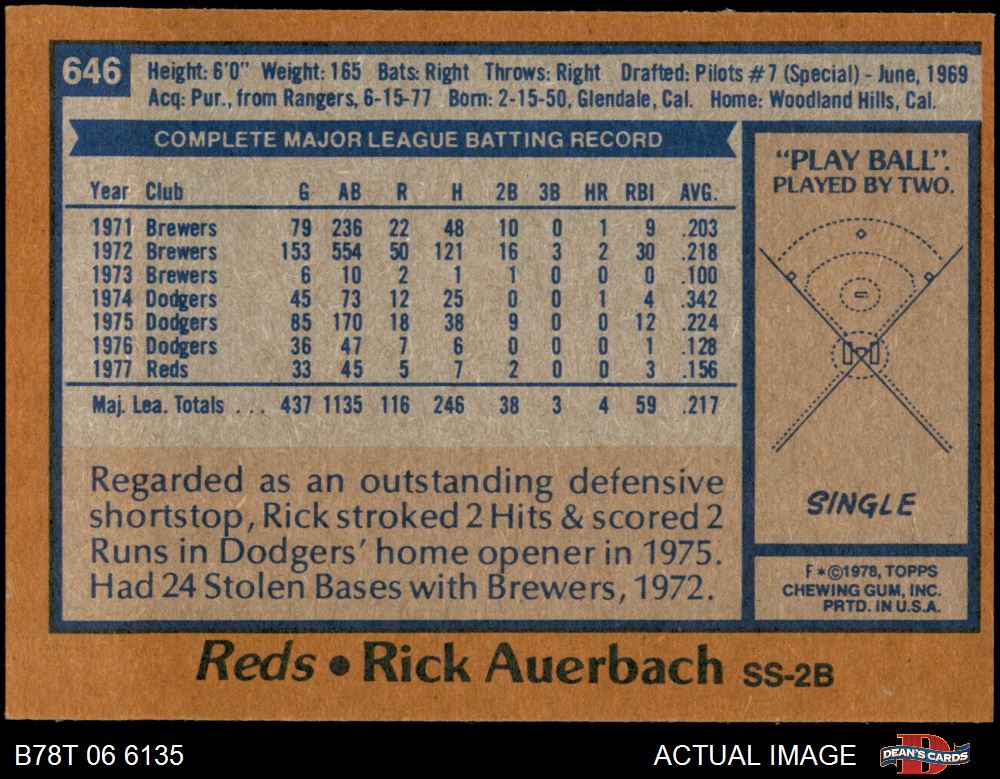 646
Height: 6'0" Weight: 165 Bats: Right Throws: Right Drafted: Pilots #7 (Special) - June, 1969
Acq: Pur., from Rangers, 6-15-77 Born: 2-15-50, Glendale, Cal. Home: Woodland Hills, Cal.
COMPLETE MAJOR LEAGUE BATTING RECORD
Year Club G AB R H 2B 3B HR RBI AVG.
1971 Brewers 79 236 22 48 10 0 1 9 .203
1972 Brewers 153 554 50 121 16 3 2 30 .218
1973 Brewers 6 10 2 1 1 0 0 0 .100
1974 Dodgers 45 73 12 25 0 0 1 4 .342
1975 Dodgers 85 170 18 38 9 0 0 12 .224
1976 Dodgers 36 47 7 6 0 0 0 1 .128
1977 Reds 33 45 5 7 2 0 0 3 .156
Maj. Lea. Totals . . . 437 1135 116 246 38 3 4 59 .217
Regarded as an outstanding defensive
shortstop, Rick stroked 2 Hits & scored 2
Runs in Dodgers' home opener in 1975.
Had 24 Stolen Bases with Brewers, 1972.
"PLAY BALL".
PLAYED BY TWO.
SINGLE
F*©1978, TOPPS
CHEWING GUM, INC.
PRTD. IN U.S.A.
Reds • Rick Auerbach SS-2B
B78T 06 6135
ACTUAL IMAGE
D
DEAN'S CARDS